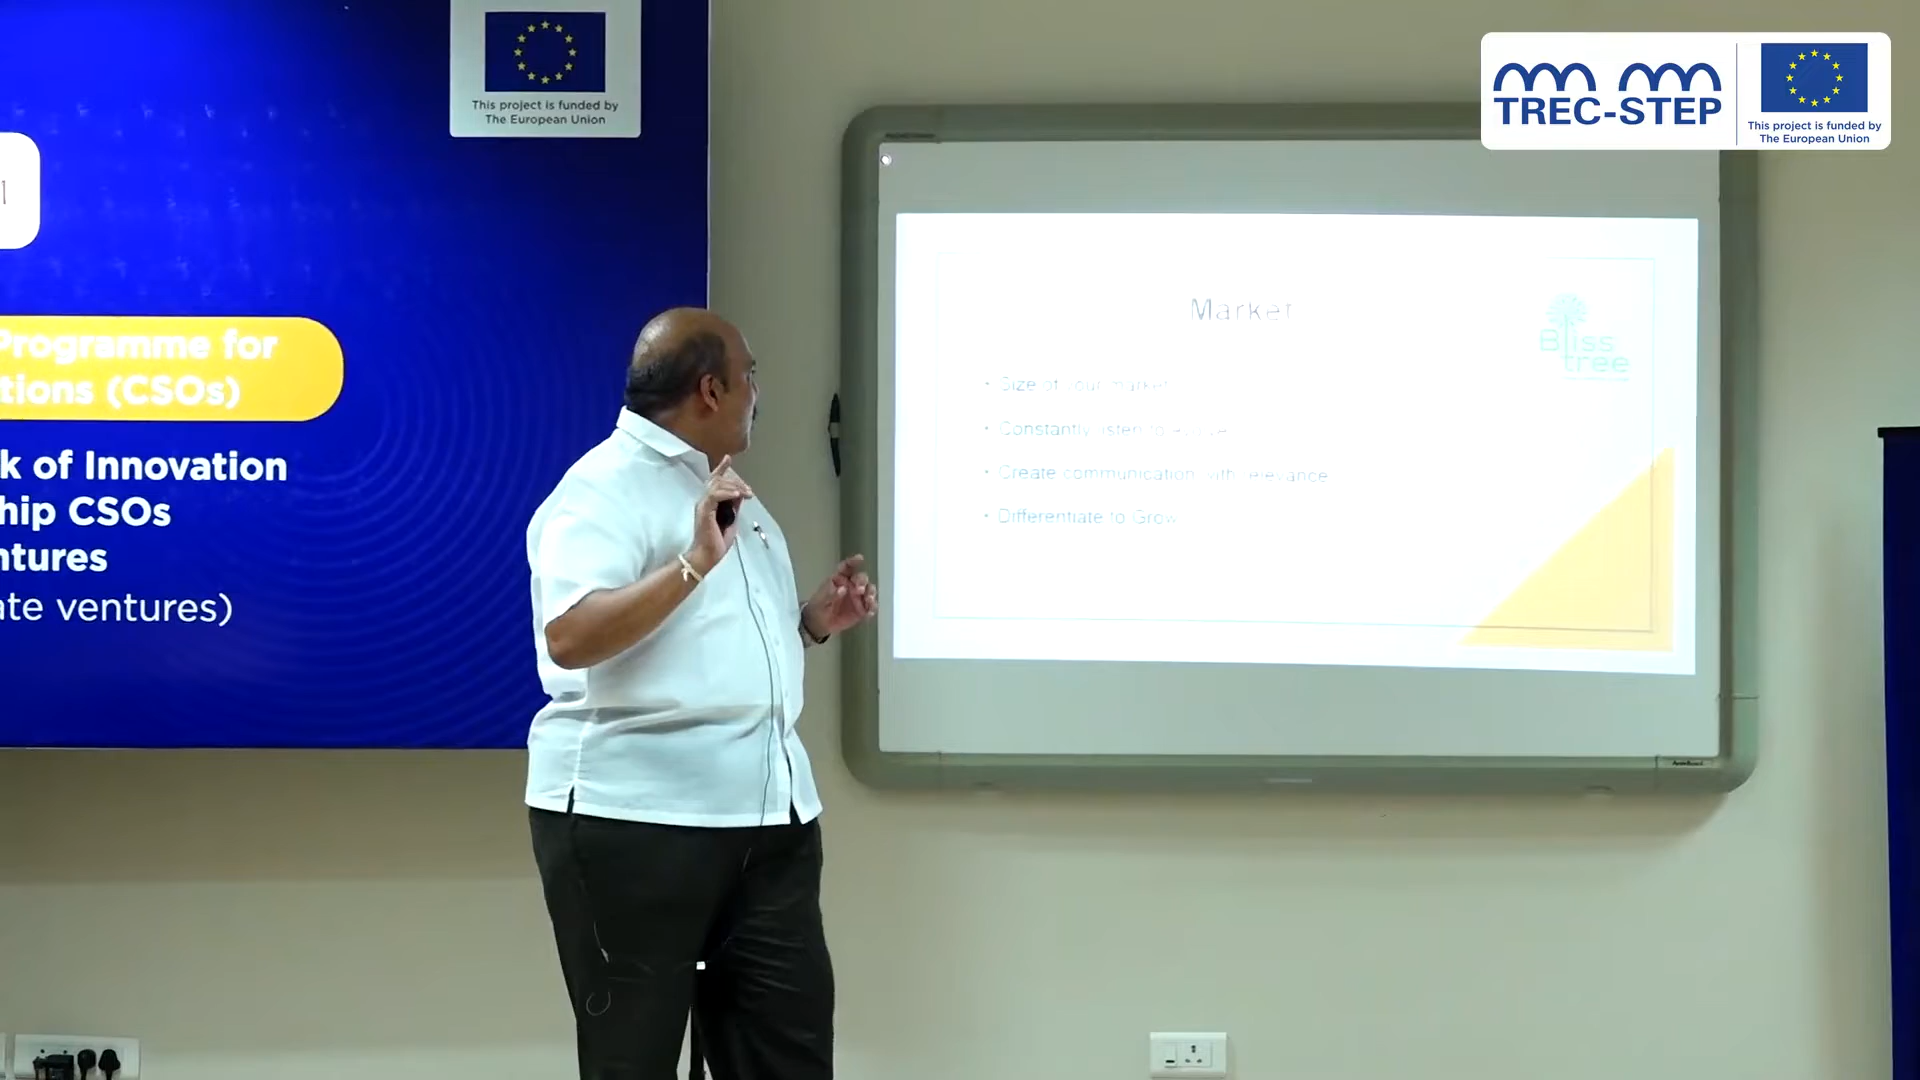 This project is funded by
The European Union
Programme for
tions (CSOs)
k of Innovation
hip CSOs
ntures
ate ventures)
Market
• Size of your market
• Constantly listen to evolve
• Create communication with relevance
• Differentiate to Grow
Bliss
tree
TREC-STEP
This project is funded by
The European Union